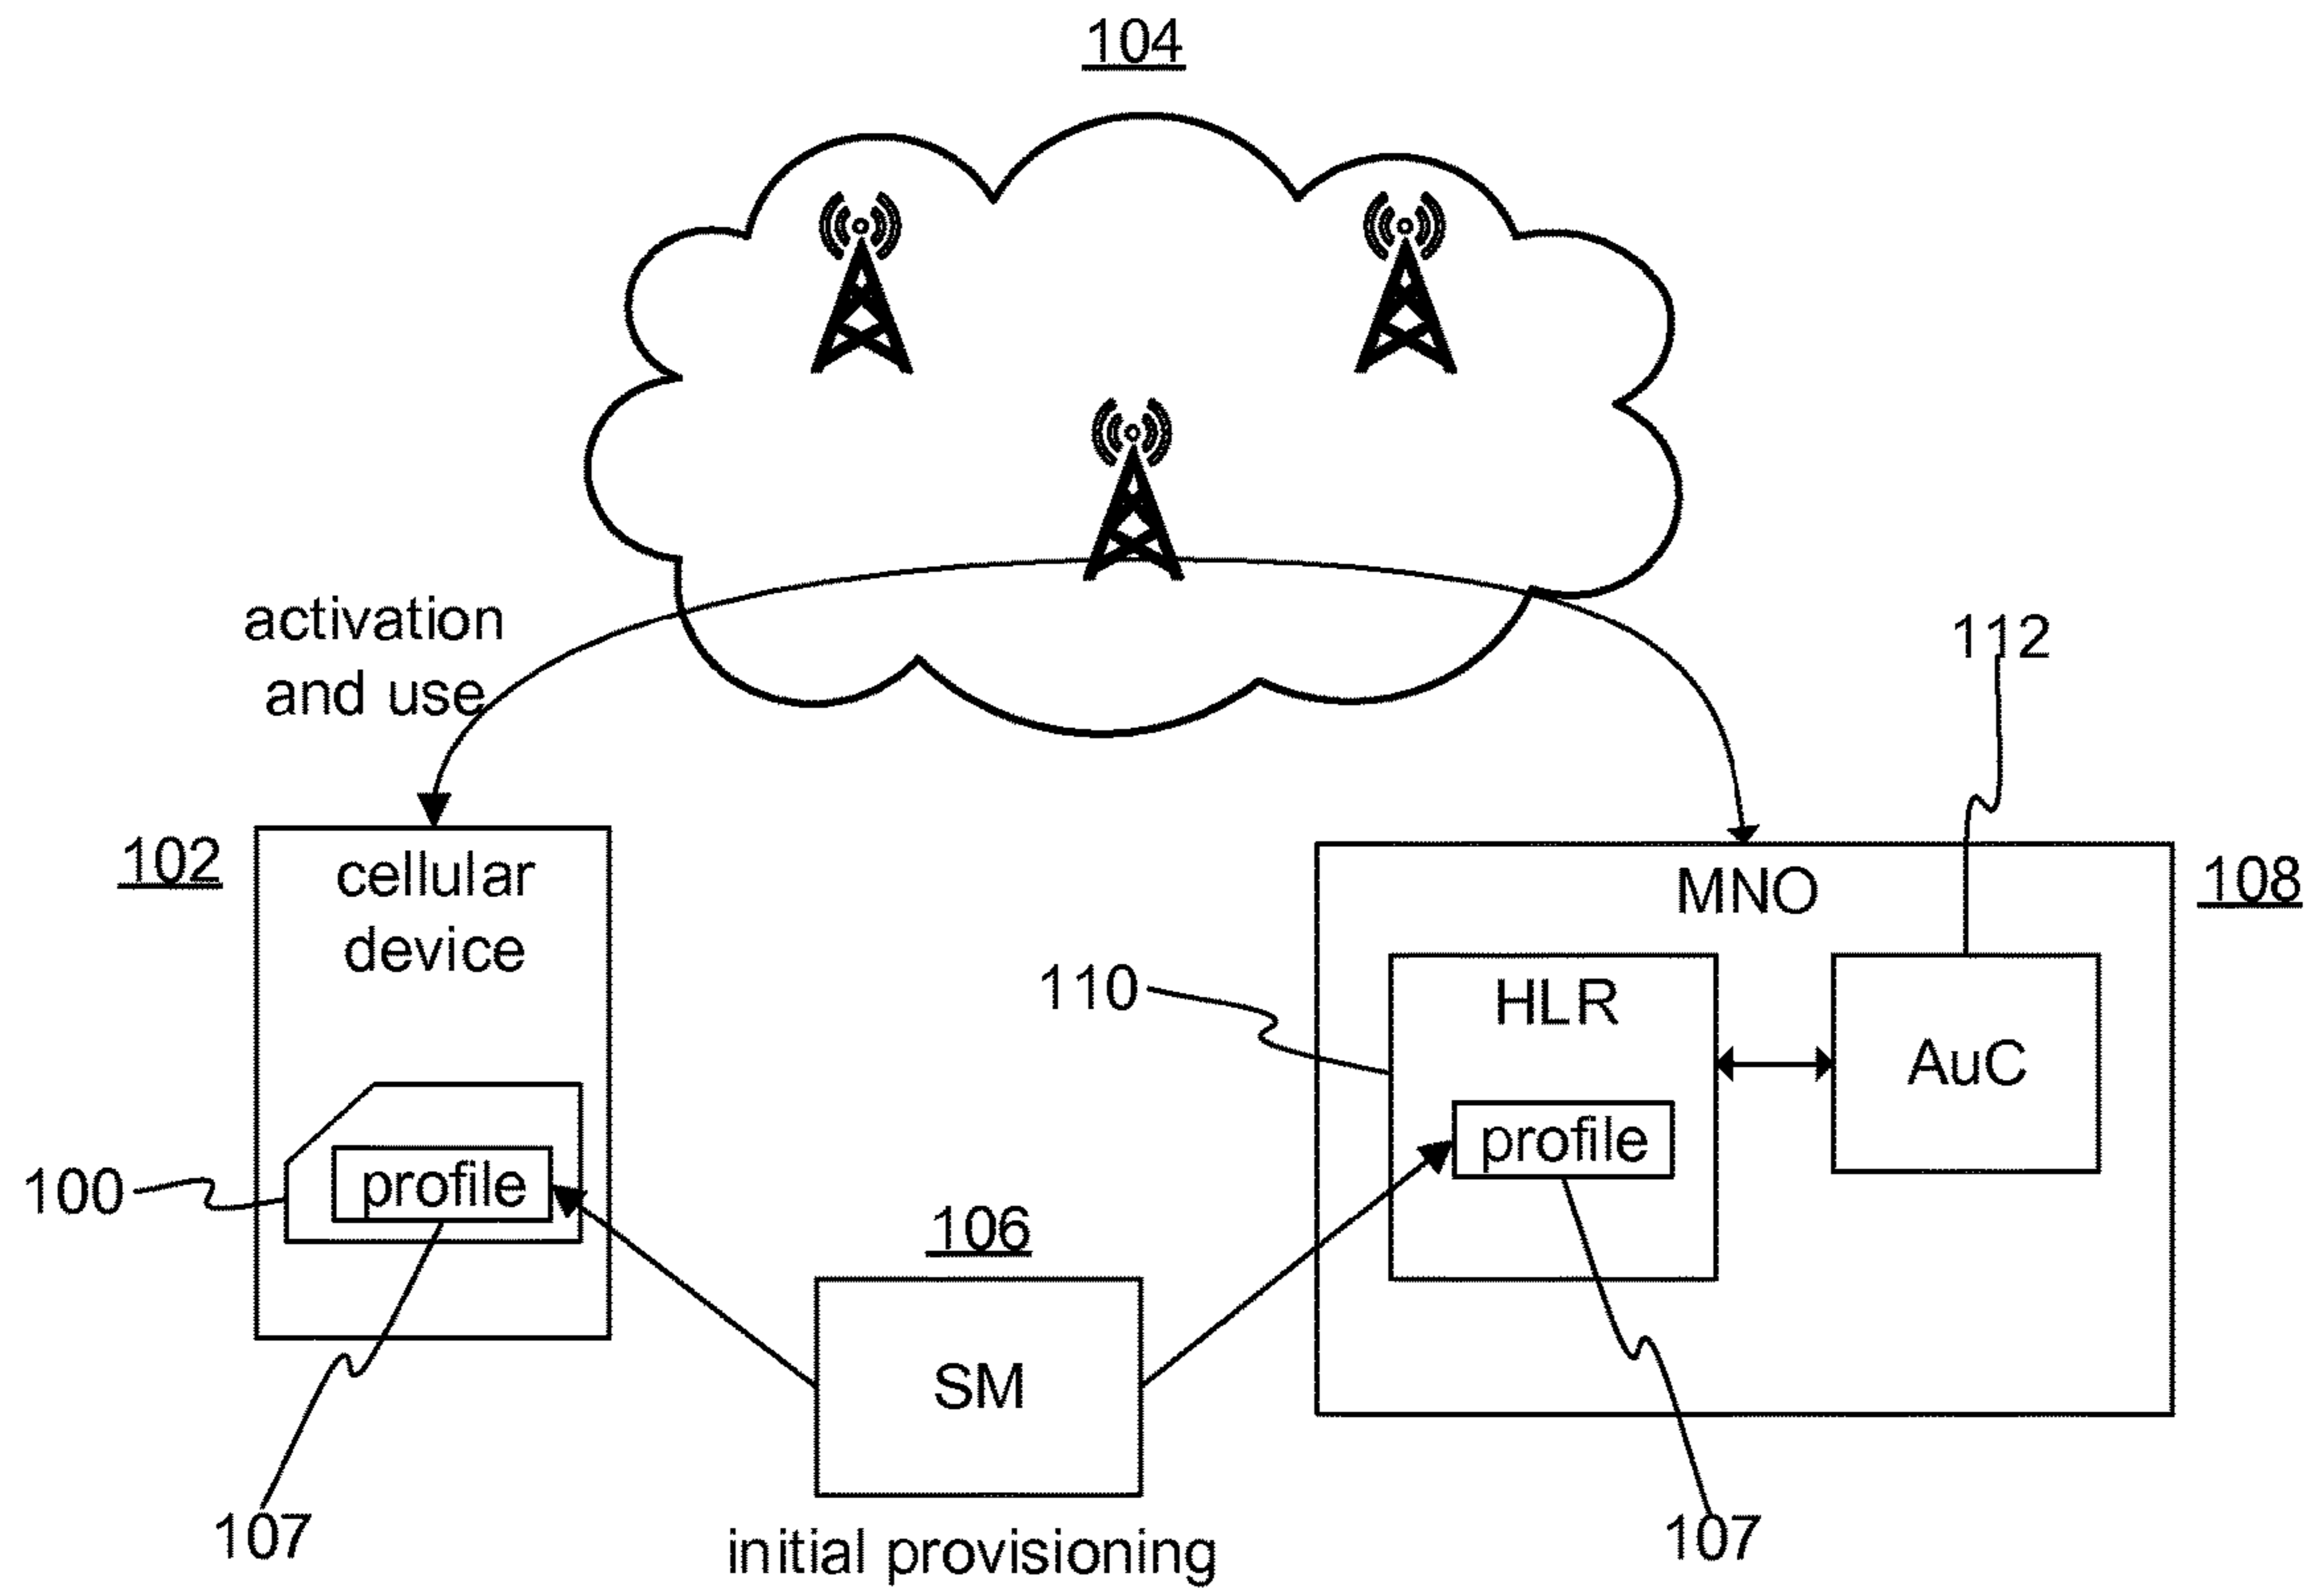 104
activation
and use
112
102
cellular
device
MNO
108
110
HLR
AuC
profile
100
profile
106
SM
107
initial provisioning
107